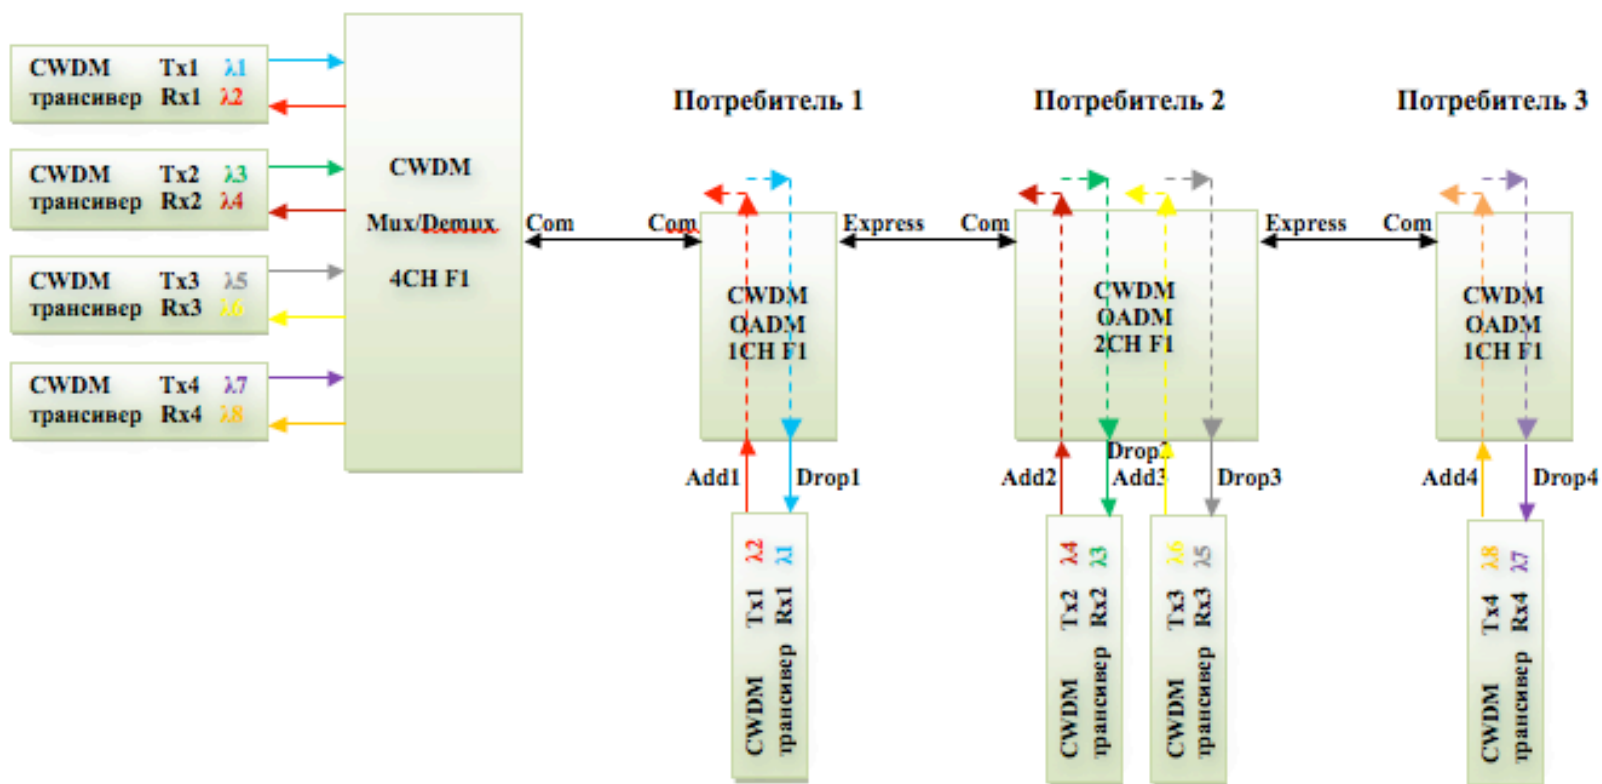 CWDM Tx1 λ1
трансивер Rx1 λ2
CWDM Tx2 λ3
трансивер Rx2 λ4
CWDM Tx3 λ5
трансивер Rx3 λ6
CWDM Tx4 λ7
трансивер Rx4 λ8
CWDM
Mux/Demux
4CH F1
Com
Потребитель 1
Com
Express
CWDM
OADM
1CH F1
Add1
Drop1
CWDM Tx1 λ2
трансивер Rx1 λ1
Потребитель 2
Com
Express
CWDM
OADM
2CH F1
Add2
Drop2
Add3
Drop3
CWDM Tx2 λ4
трансивер Rx2 λ3
CWDM Tx3 λ6
трансивер Rx3 λ5
Потребитель 3
Com
CWDM
OADM
1CH F1
Add4
Drop4
CWDM Tx4 λ8
трансивер Rx4 λ7